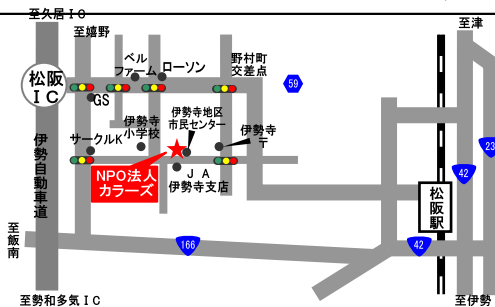 至久居ＩＣ
至津
至嬉野
ベル
ファーム
ローソン
野村町
交差点
松阪
ＩＣ
GS
59
伊勢寺
小学校
伊勢寺地区
市民センター
伊勢寺
〒
サークルK
23
伊勢自動車道
NPO法人
カラーズ
ＪＡ
伊勢寺支店
42
松阪駅
至飯南
166
42
至勢和多気ＩＣ
至伊勢